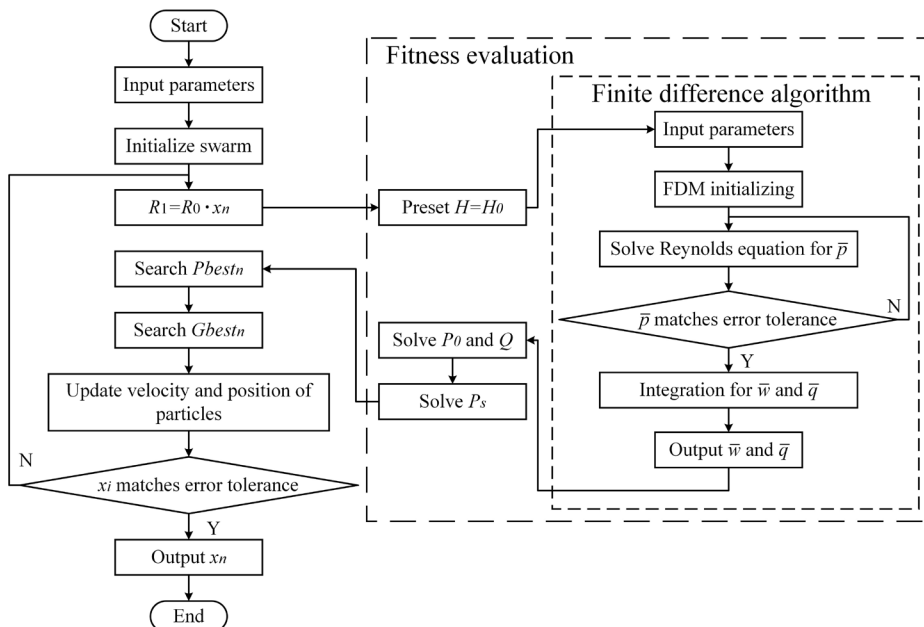 Start
Input parameters
Initialize swarm
R₁=R₀·xₙ
Search Pbestₙ
Search Gbestₙ
Update velocity and position of
particles
N
xᵢ matches error tolerance
Y
Output xₙ
End
Fitness evaluation
Preset H=H₀
Solve P₀ and Q
Solve Pₛ
Finite difference algorithm
Input parameters
FDM initializing
Solve Reynolds equation for p̅
N
p̅ matches error tolerance
Y
Integration for w̅ and q̅
Output w̅ and q̅